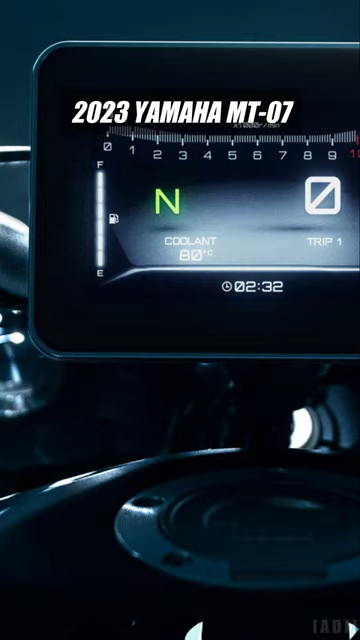 2023 YAMAHA MT-07
x1000r/min
0 1 2 3 4 5 6 7 8 9 10
F
N 0
COOLANT TRIP 1
80°C
E
02:32